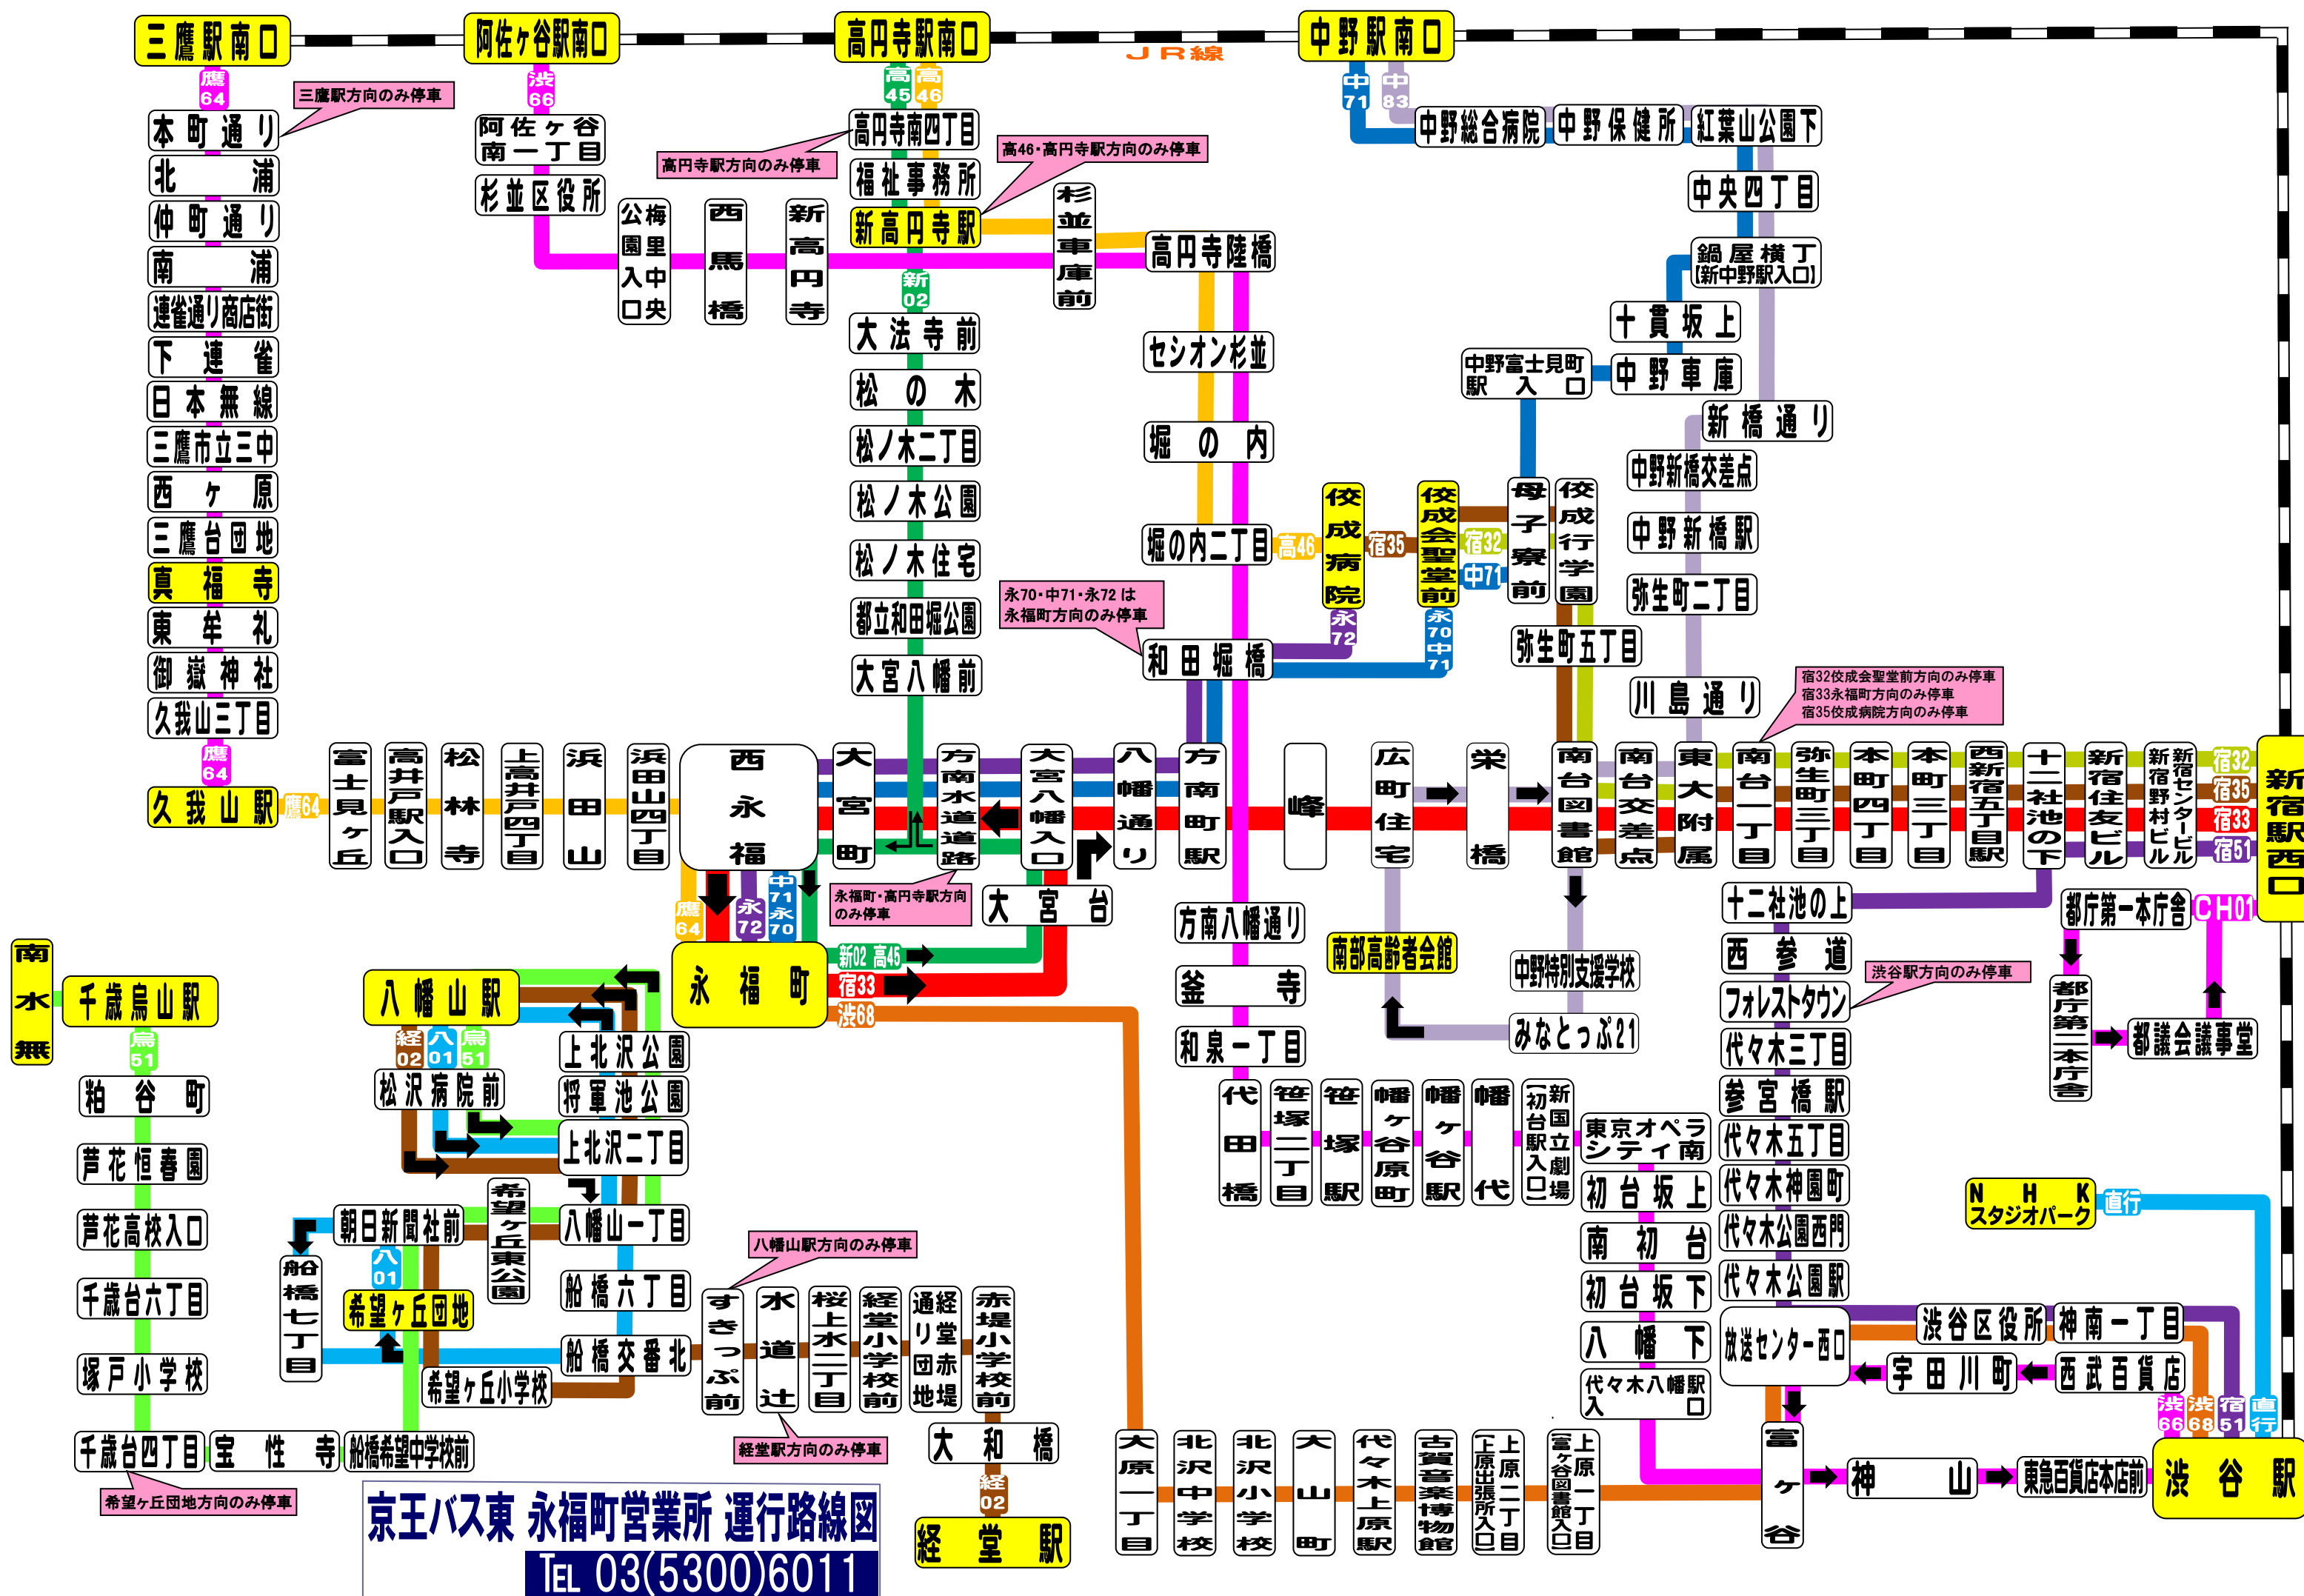 三鷹駅南口
阿佐ヶ谷駅南口
高円寺駅南口
中野駅南口
JR線
鷹
64
渋
66
高
45
高
46
中
71
中
83
三鷹駅方向のみ停車
本町通り
北浦
仲町通り
南浦
連雀通り商店街
下連雀
日本無線
三鷹市立三中
西ヶ原
三鷹台団地
真福寺
東牟礼
御嶽神社
久我山三丁目
鷹
64
久我山駅
鷹64
阿佐ヶ谷
南一丁目
杉並区役所
梅里中央
公園入口
西馬橋
新高円寺
高円寺南四丁目
高円寺駅方向のみ停車
福祉事務所
新高円寺駅
高46・高円寺駅方向のみ停車
杉並車庫前
高円寺陸橋
新
02
大法寺前
松の木
松ノ木二丁目
松ノ木公園
松ノ木住宅
都立和田堀公園
大宮八幡前
セシオン杉並
堀の内
堀の内二丁目
高46
佼成病院
宿35
佼成会聖堂前
宿32
中71
母子寮前
佼成行学園
永
72
永
70
中
71
永70・中71・永72は
永福町方向のみ停車
和田堀橋
中野総合病院
中野保健所
紅葉山公園下
中央四丁目
鍋屋横丁
【新中野駅入口】
十貫坂上
中野車庫
中野富士見町
駅入口
新橋通り
中野新橋交差点
中野新橋駅
弥生町二丁目
弥生町五丁目
川島通り
宿32佼成会聖堂前方向のみ停車
宿33永福町方向のみ停車
宿35佼成病院方向のみ停車
富士見ヶ丘
高井戸駅入口
松林寺
上高井戸四丁目
浜田山
浜田山四丁目
西永福
大宮町
方南水道道路
大宮八幡入口
八幡通り
方南町駅
峰
広町住宅
栄橋
南台図書館
南台交差点
東大附属
南台一丁目
弥生町三丁目
本町四丁目
本町三丁目
西新宿五丁目駅
十二社池の下
新宿住友ビル
新宿センタービル
新宿野村ビル
宿32
宿35
宿33
宿51
新宿駅西口
鷹
64
永
72
中
71
永
70
永福町・高円寺駅方向
のみ停車
大宮台
永福町
新02 高45
宿33
渋68
方南八幡通り
釜寺
和泉一丁目
代田橋
笹塚二丁目
笹塚駅
幡ヶ谷原町
幡ヶ谷駅
幡代
新国立劇場
【初台駅入口】
東京オペラ
シティ南
初台坂上
南初台
初台坂下
八幡下
代々木八幡駅
入口
南部高齢者会館
中野特別支援学校
みなとっぷ21
十二社池の上
西参道
フォレストタウン
渋谷駅方向のみ停車
代々木三丁目
参宮橋駅
代々木五丁目
代々木神園町
代々木公園西門
代々木公園駅
放送センター西口
都庁第一本庁舎
CH01
都庁第二本庁舎
都議会議事堂
NHK
スタジオパーク
直行
渋谷区役所
神南一丁目
宇田川町
西武百貨店
渋
66
渋
68
宿
51
直
行
富ヶ谷
神山
東急百貨店本店前
渋谷駅
南水無
千歳烏山駅
烏
51
粕谷町
芦花恒春園
芦花高校入口
千歳台六丁目
塚戸小学校
千歳台四丁目
宝性寺
船橋希望中学校前
希望ヶ丘団地方向のみ停車
八幡山駅
経
02
八
01
烏
51
松沢病院前
上北沢公園
将軍池公園
上北沢二丁目
朝日新聞社前
希望ヶ丘東公園
八幡山一丁目
八
01
船橋七丁目
希望ヶ丘団地
船橋六丁目
船橋交番北
希望ヶ丘小学校
八幡山駅方向のみ停車
すきっぷ前
水道辻
桜上水二丁目
経堂小学校前
経堂赤堤
通り団地
赤堤小学校前
経堂駅方向のみ停車
大和橋
経
02
経堂駅
大原一丁目
北沢中学校
北沢小学校
大山町
代々木上原駅
古賀音楽博物館
上原二丁目
【上原出張所入口】
上原一丁目
【富ヶ谷図書館入口】
京王バス東 永福町営業所 運行路線図
TEL 03(5300)6011